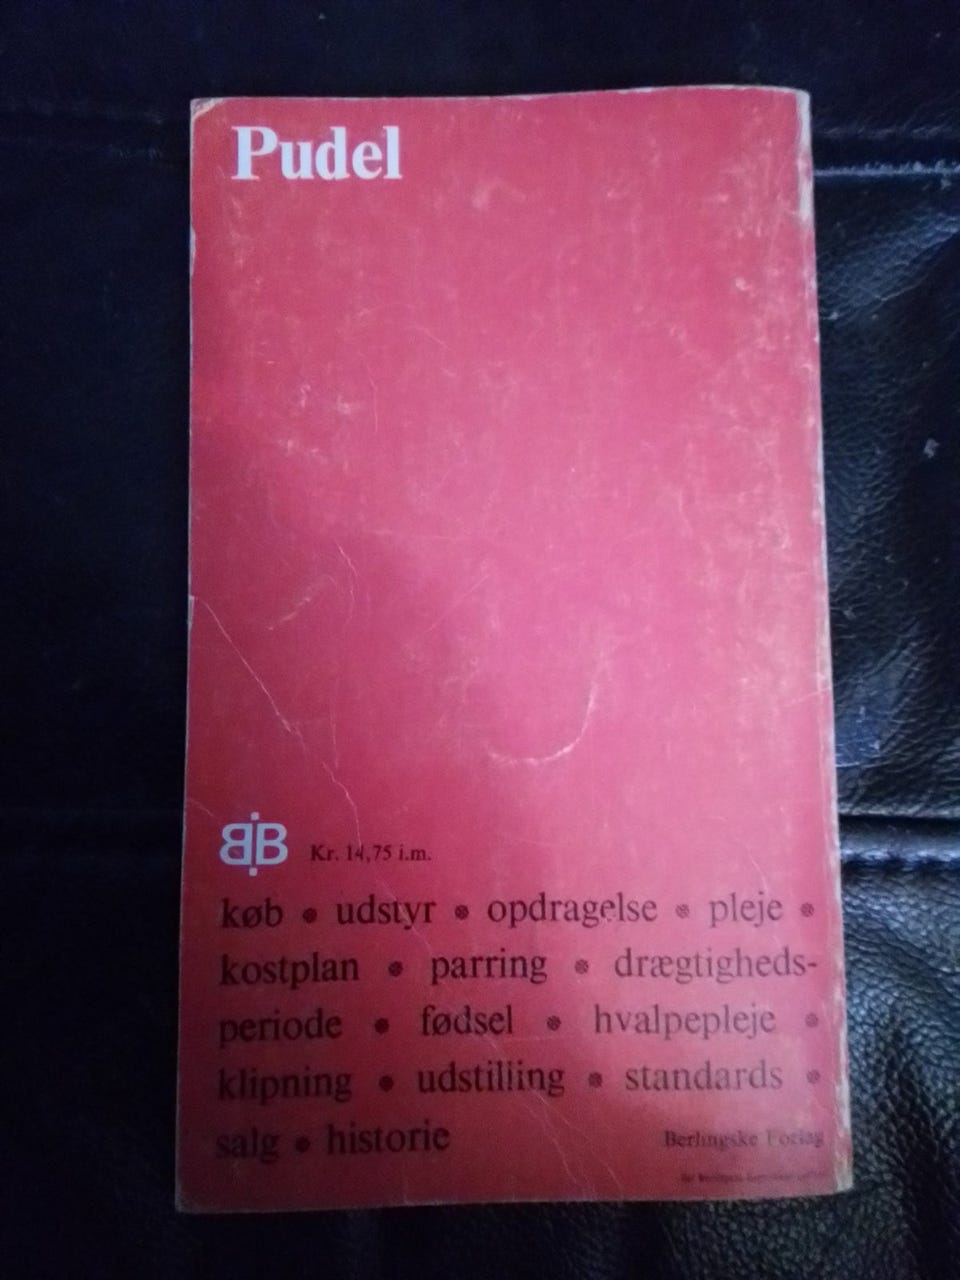 Pudel
BB Kr. 14,75 i.m.
køb • udstyr • opdragelse • pleje •
kostplan • parring • drægtigheds-
periode • fødsel • hvalpepleje •
klipning • udstilling • standards •
salg • historie
Berlingske Forlag